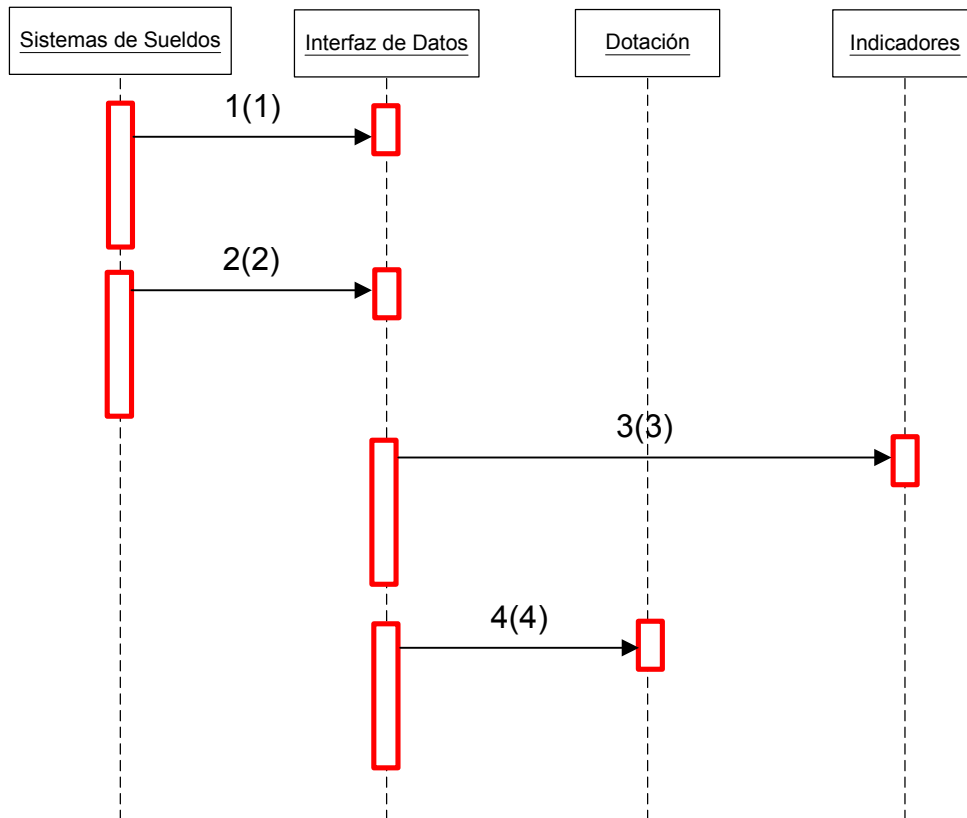 Sistemas de Sueldos
Interfaz de Datos
Dotación
Indicadores
1(1)
2(2)
3(3)
4(4)